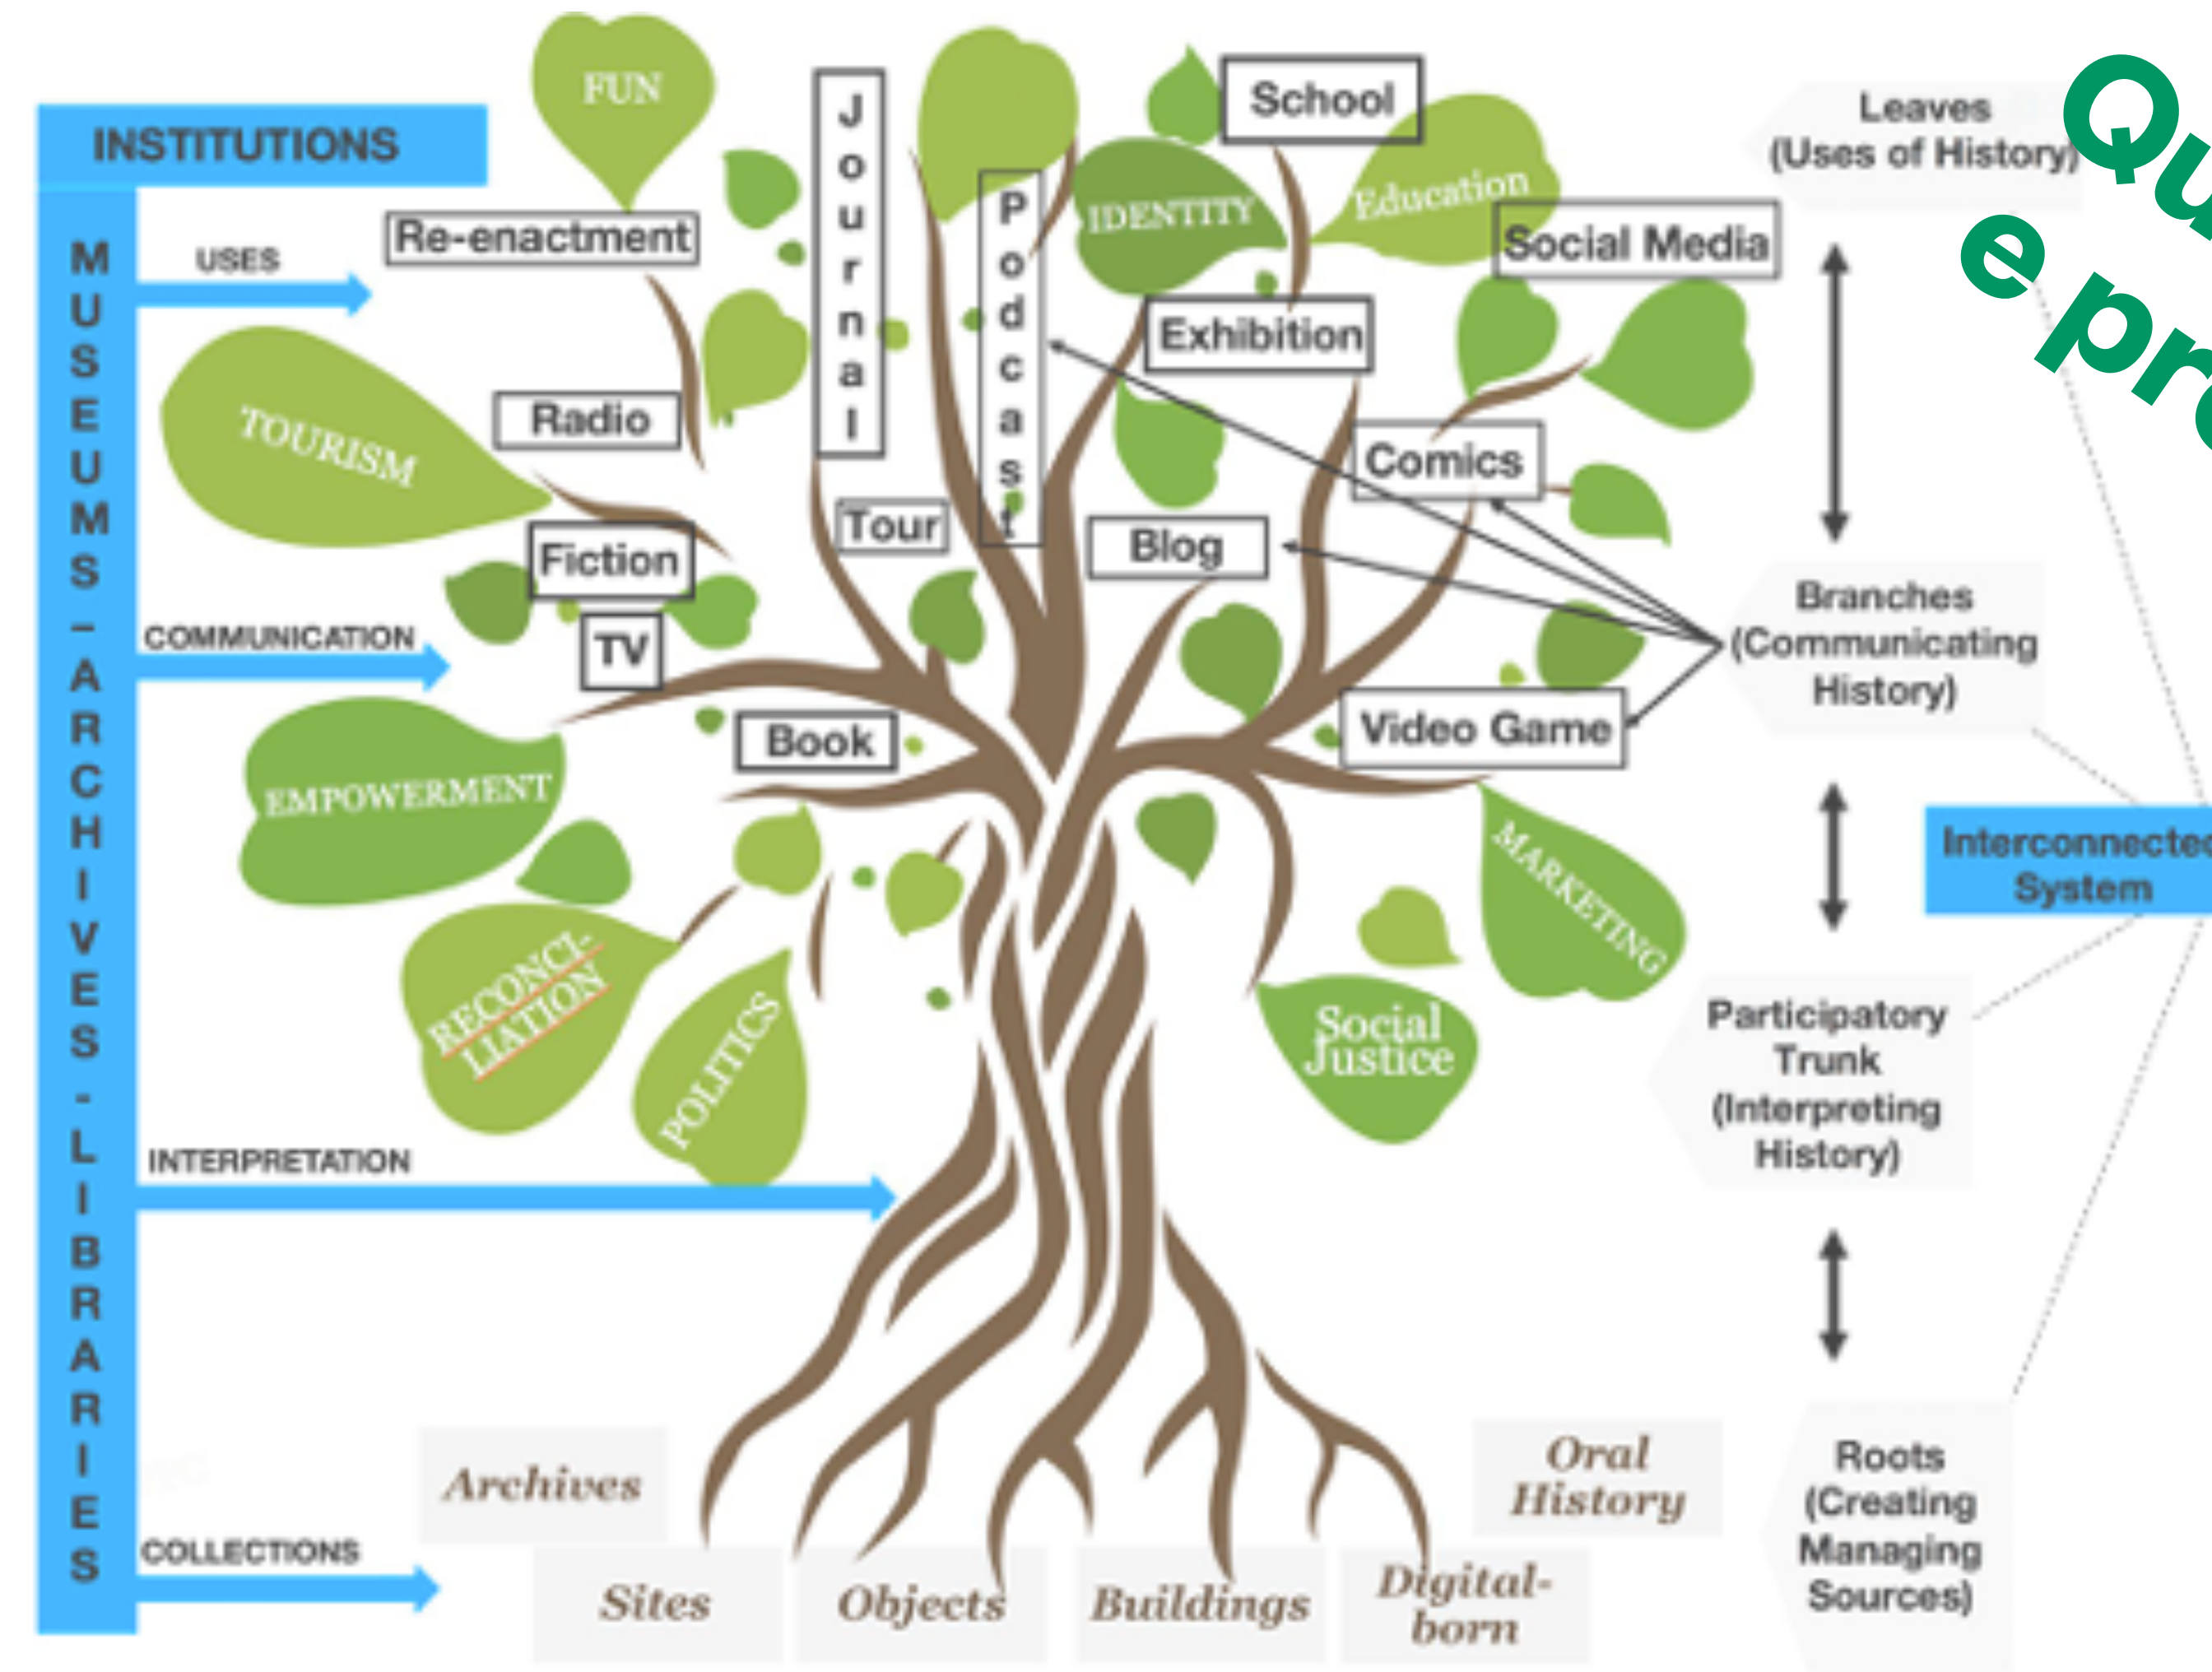 INSTITUTIONS
MUSEUMS – ARCHIVES - LIBRARIES
USES
COMMUNICATION
INTERPRETATION
COLLECTIONS
FUN
Re-enactment
TOURISM
Radio
Fiction
TV
EMPOWERMENT
Book
RECONCI-
LIATION
POLITICS
Journal
Tour
Podcast
IDENTITY
School
Education
Social Media
Exhibition
Comics
Blog
Video Game
MARKETING
Social
Justice
Archives
Sites
Objects
Buildings
Digital-
born
Oral
History
Leaves
(Uses of History)
Branches
(Communicating
History)
Interconnected
System
Participatory
Trunk
(Interpreting
History)
Roots
(Creating
Managing
Sources)
Qu
e pro